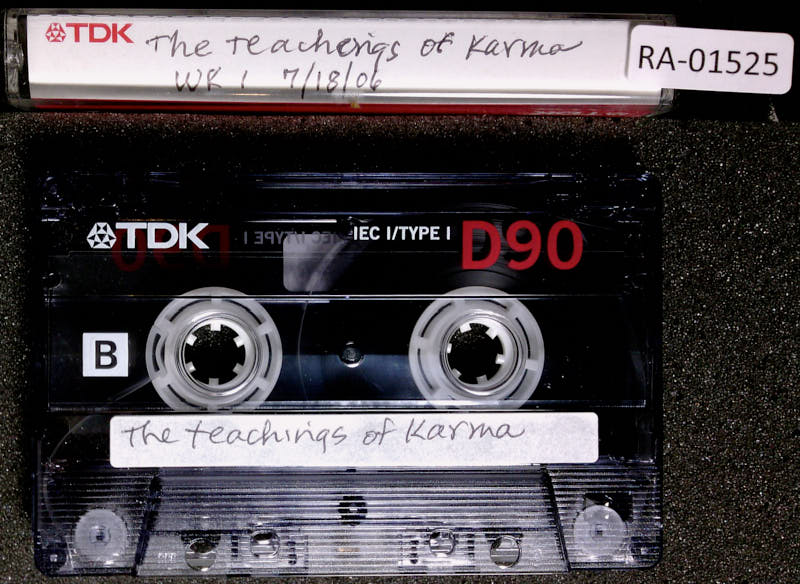 TDK The Teachings of Karma
WK 1 7/18/06
RA-01525
TDK IEC I/TYPE I D90
B
The teachings of Karma